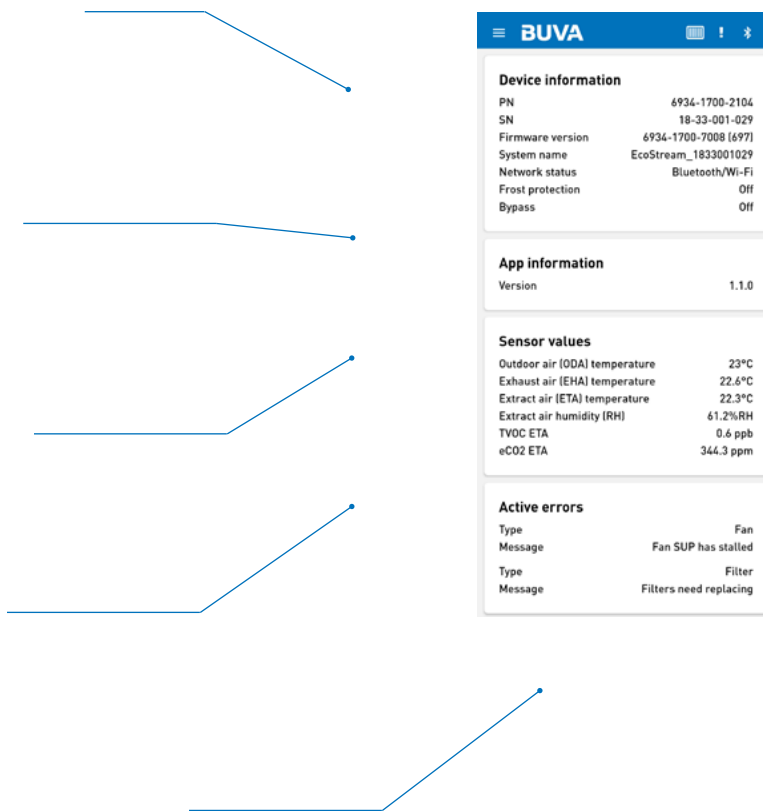 BUVA
Device information
PN 6934-1700-2104
SN 18-33-001-029
Firmware version 6934-1700-7008 (697)
System name EcoStream_1833001029
Network status Bluetooth/Wi-Fi
Frost protection Off
Bypass Off
App information
Version 1.1.0
Sensor values
Outdoor air (ODA) temperature 23°C
Exhaust air (EHA) temperature 22.6°C
Extract air (ETA) temperature 22.3°C
Extract air humidity (RH) 61.2%RH
TVOC ETA 0.6 ppb
eCO2 ETA 344.3 ppm
Active errors
Type Fan
Message Fan SUP has stalled
Type Filter
Message Filters need replacing